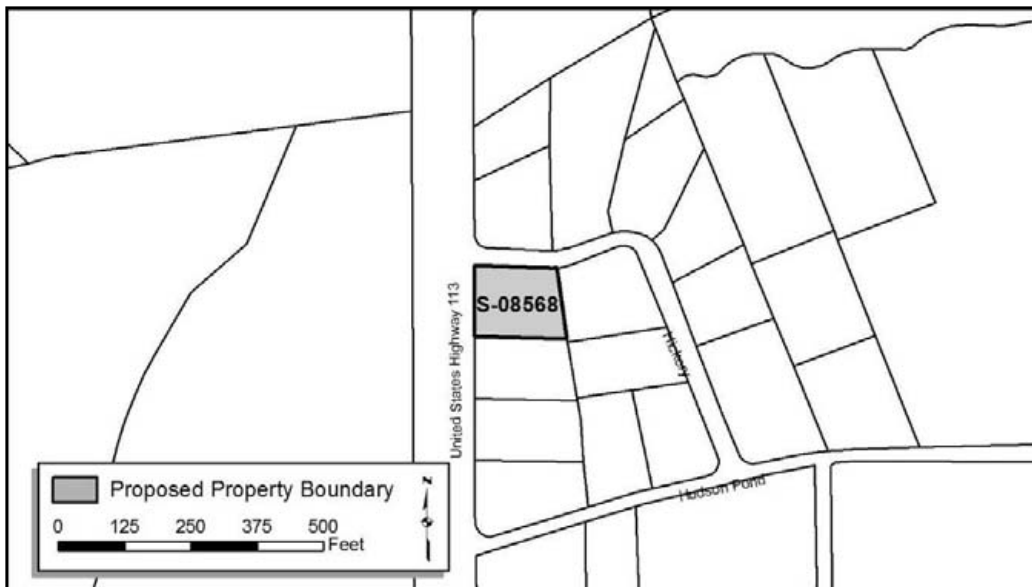 S-08568
United States Highway 113
Hickory
Hudson Pond
Proposed Property Boundary
0 125 250 375 500
Feet